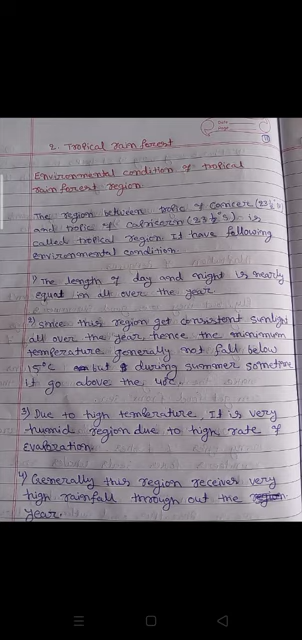 Date
Page
2. Tropical rain forest
Environmental condition of tropical
rain forest region
The region between tropic of Cancer (23½°N)
and tropic of Capricorn (23½°S) is
called tropical region. It have following
environmental condition.
1) The length of day and night is nearly
equal in all over the year.
2) Since this region get consistent sunlight
all over the year hence the minimum
temperature generally not fall below
15°C but during summer sometime
it go above the 40c.
3) Due to high temperature, It is very
humid region due to high rate of
evaporation.
4) Generally this region receives very
high rainfall through out the
year.